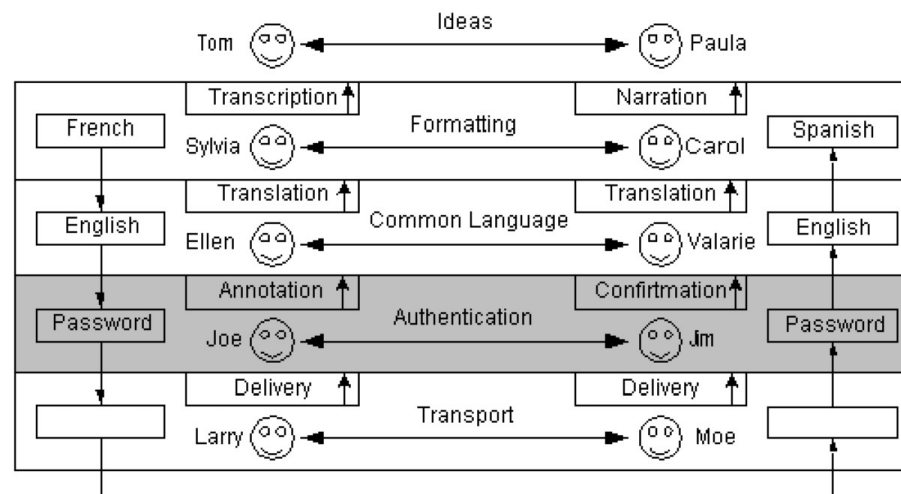 Ideas
Tom Paula
Transcription Narration
French Formatting Spanish
Sylvia Carol
Translation Translation
English Common Language English
Ellen Valarie
Annotation Confirtmation
Password Authentication Password
Joe Jim
Delivery Delivery
Transport
Larry Moe